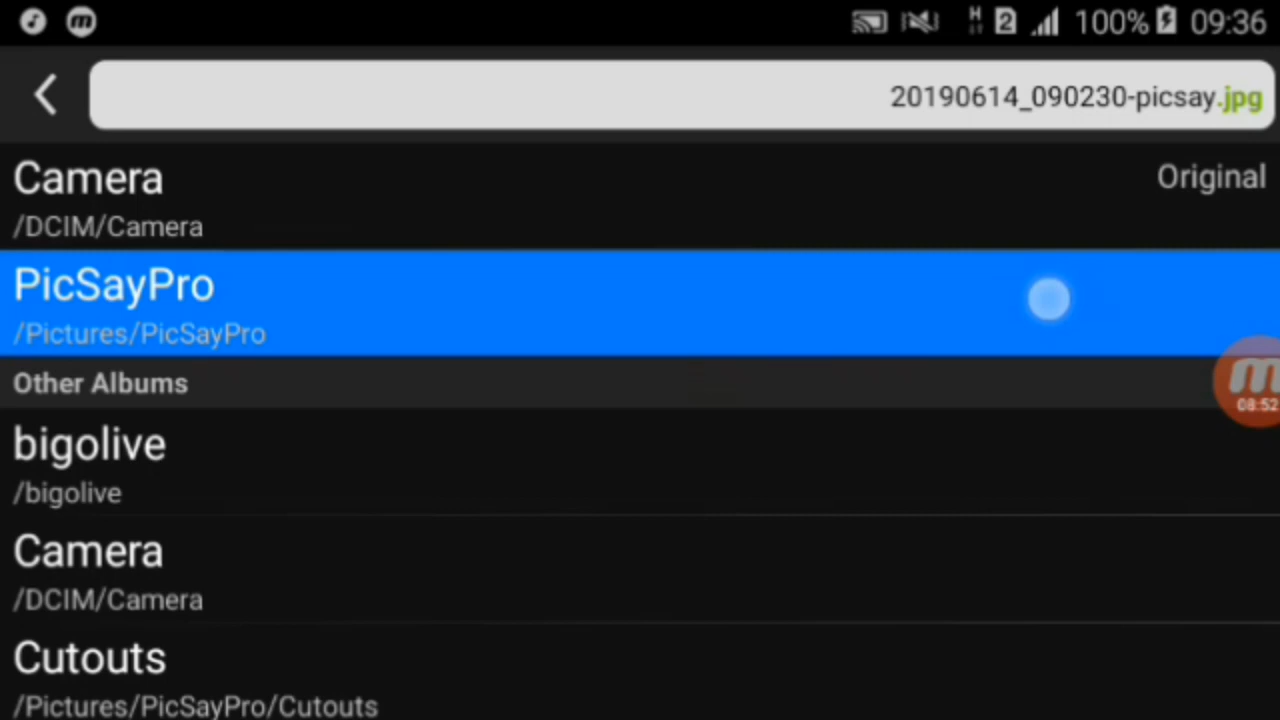 100% 09:36
20190614_090230-picsay.jpg
Camera
Original
/DCIM/Camera
PicSayPro
/Pictures/PicSayPro
Other Albums
08:52
bigolive
/bigolive
Camera
/DCIM/Camera
Cutouts
/Pictures/PicSayPro/Cutouts